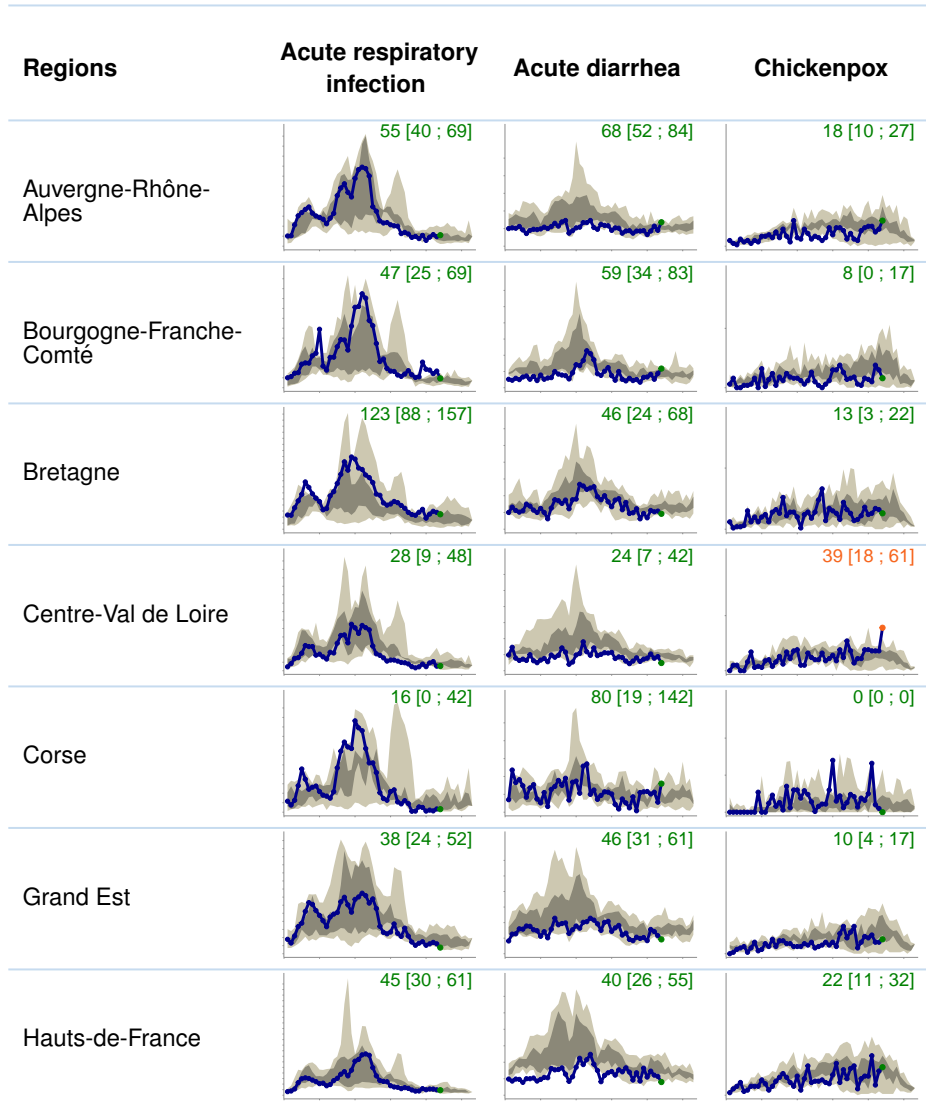 Regions
Acute respiratory
infection
Acute diarrhea
Chickenpox
55 [40 ; 69]
68 [52 ; 84]
18 [10 ; 27]
Auvergne-Rhône-
Alpes
47 [25 ; 69]
59 [34 ; 83]
8 [0 ; 17]
Bourgogne-Franche-
Comté
123 [88 ; 157]
46 [24 ; 68]
13 [3 ; 22]
Bretagne
28 [9 ; 48]
24 [7 ; 42]
39 [18 ; 61]
Centre-Val de Loire
16 [0 ; 42]
80 [19 ; 142]
0 [0 ; 0]
Corse
38 [24 ; 52]
46 [31 ; 61]
10 [4 ; 17]
Grand Est
45 [30 ; 61]
40 [26 ; 55]
22 [11 ; 32]
Hauts-de-France